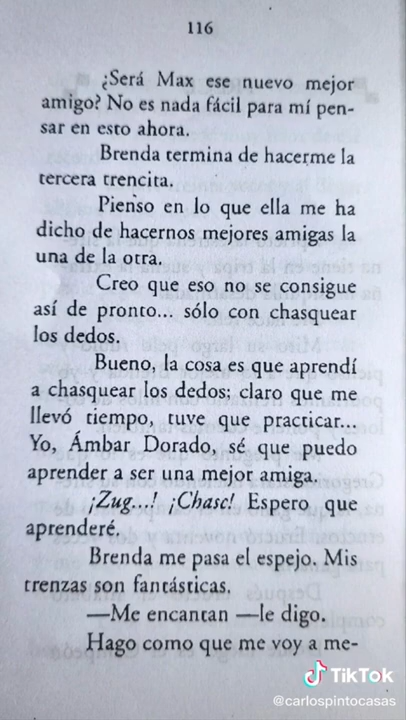 116
¿Será Max ese nuevo mejor
amigo? No es nada fácil para mí pen-
sar en esto ahora.
Brenda termina de hacerme la
tercera trencita.
Pienso en lo que ella me ha
dicho de hacernos mejores amigas la
una de la otra.
Creo que eso no se consigue
así de pronto... sólo con chasquear
los dedos.
Bueno, la cosa es que aprendí
a chasquear los dedos; claro que me
llevó tiempo, tuve que practicar...
Yo, Ámbar Dorado, sé que puedo
aprender a ser una mejor amiga.
¡Zug...! ¡Chasc! Espero que
aprenderé.
Brenda me pasa el espejo. Mis
trenzas son fantásticas.
—Me encantan —le digo.
Hago como que me voy a me-
TikTok
@carlospintocasas